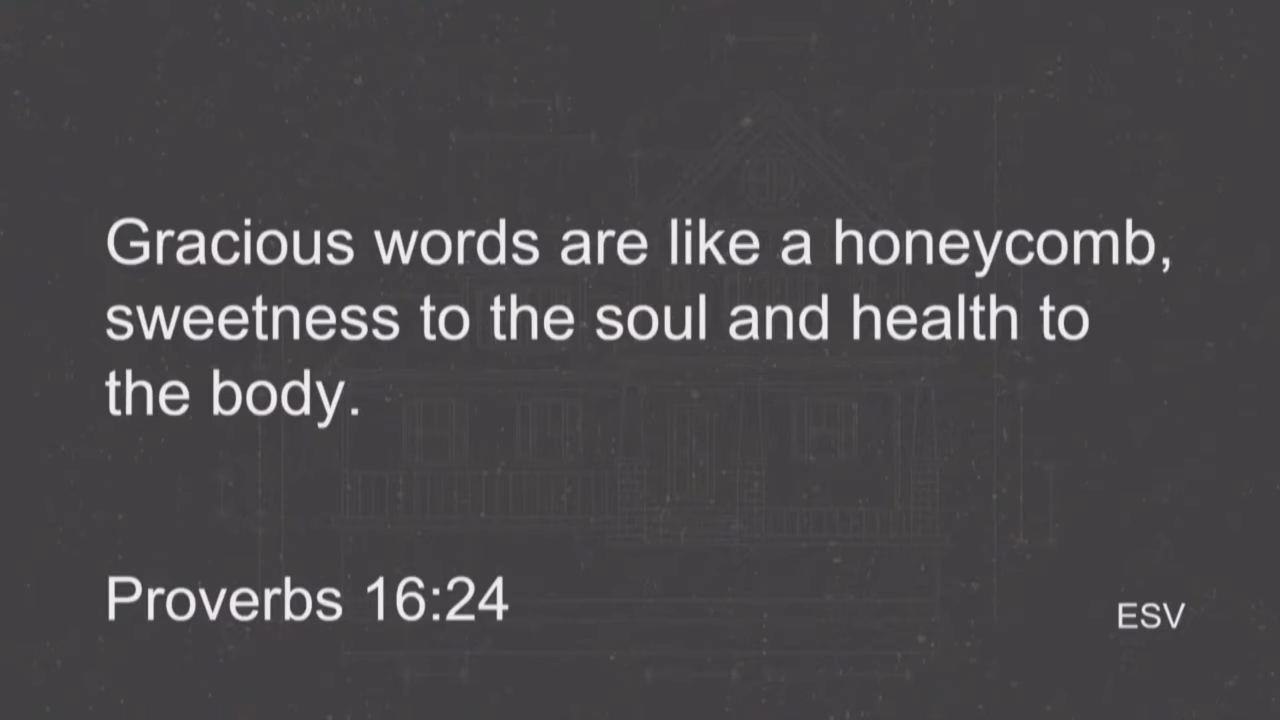 Gracious words are like a honeycomb,
sweetness to the soul and health to
the body.
Proverbs 16:24
ESV